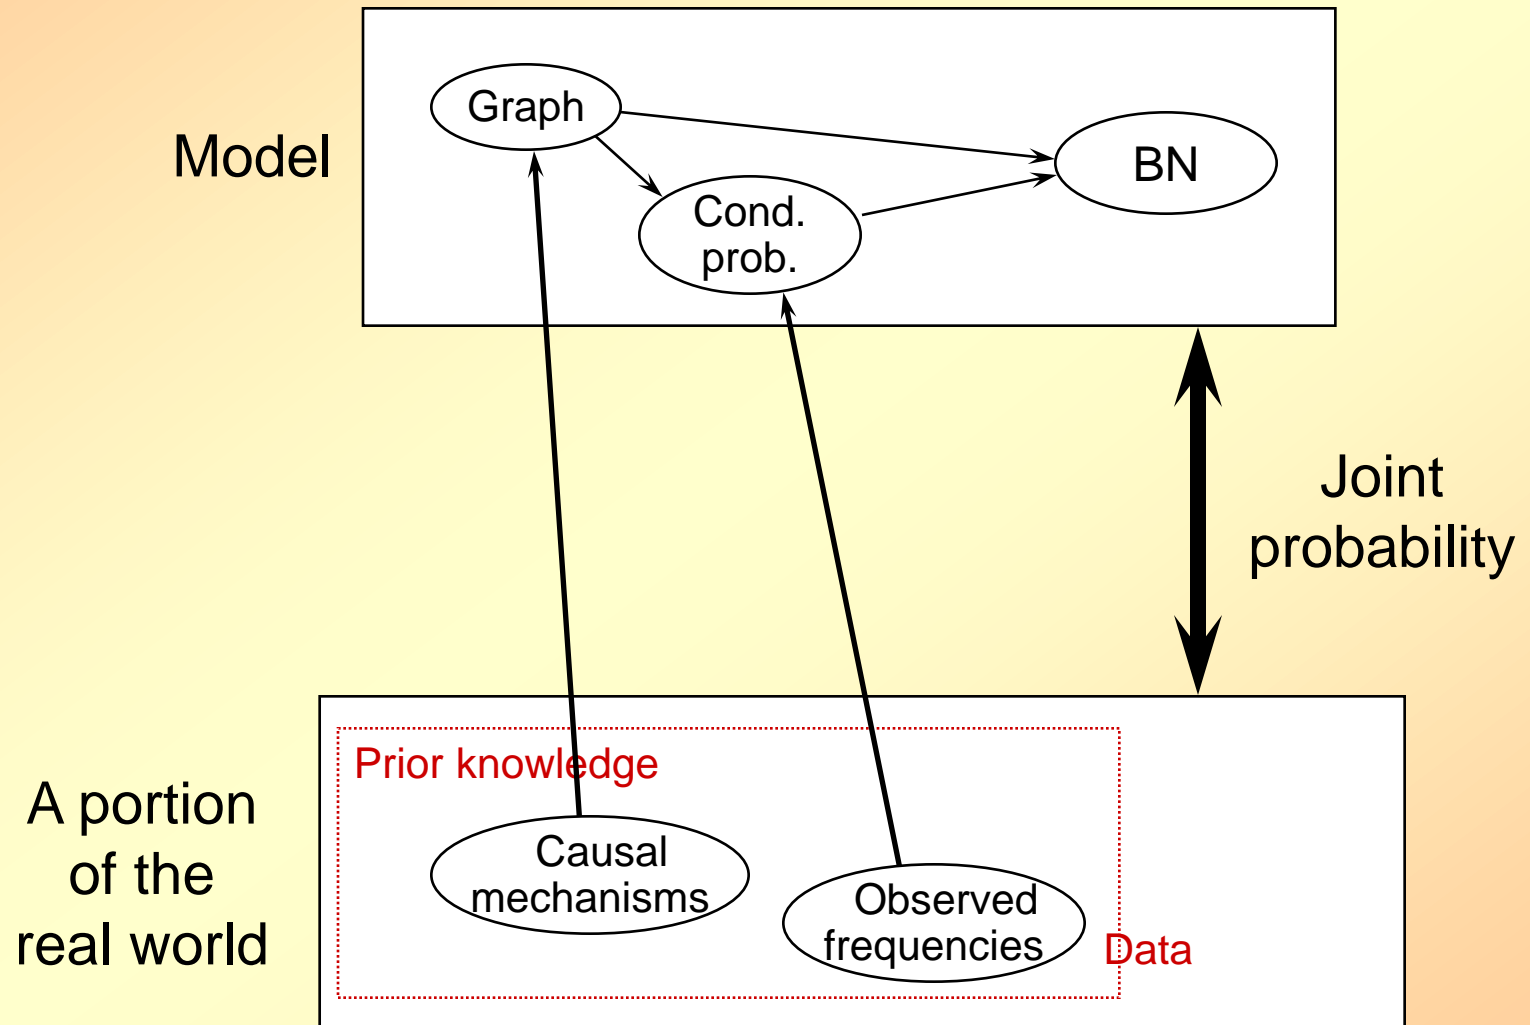 Graph
Model
BN
Cond.
prob.
Joint
probability
Prior knowledge
A portion
of the
real world
Causal
mechanisms
Observed
frequencies
Data